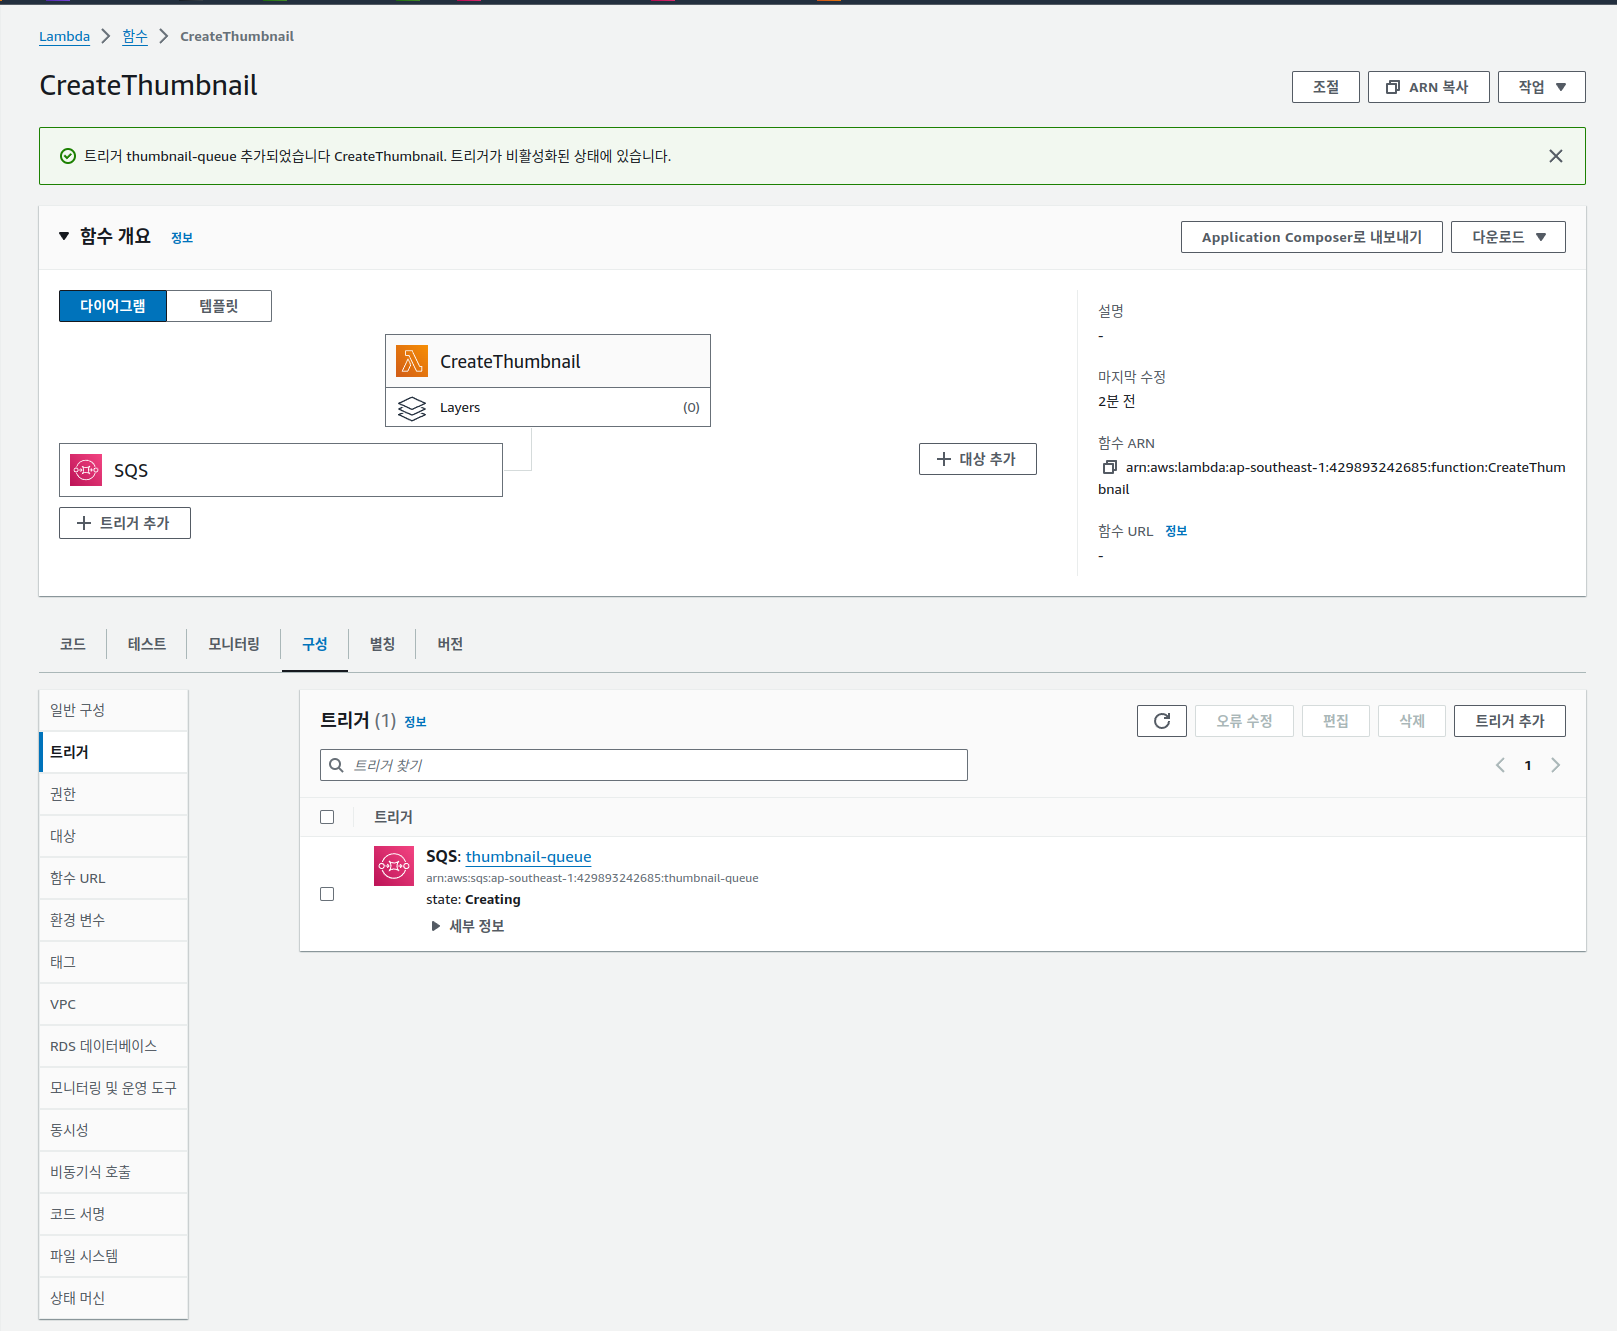 Lambda > 함수 > CreateThumbnail
CreateThumbnail
조절
ARN 복사
작업
트리거 thumbnail-queue 추가되었습니다 CreateThumbnail. 트리거가 비활성화된 상태에 있습니다.
함수 개요 정보
Application Composer로 내보내기
다운로드
다이어그램
템플릿
CreateThumbnail
Layers (0)
SQS
+ 트리거 추가
+ 대상 추가
설명
-
마지막 수정
2분 전
함수 ARN
arn:aws:lambda:ap-southeast-1:429893242685:function:CreateThum
bnail
함수 URL 정보
-
코드
테스트
모니터링
구성
별칭
버전
일반 구성
트리거
권한
대상
함수 URL
환경 변수
태그
VPC
RDS 데이터베이스
모니터링 및 운영 도구
동시성
비동기식 호출
코드 서명
파일 시스템
상태 머신
트리거 (1) 정보
오류 수정
편집
삭제
트리거 추가
트리거 찾기
1
트리거
SQS: thumbnail-queue
arn:aws:sqs:ap-southeast-1:429893242685:thumbnail-queue
state: Creating
세부 정보